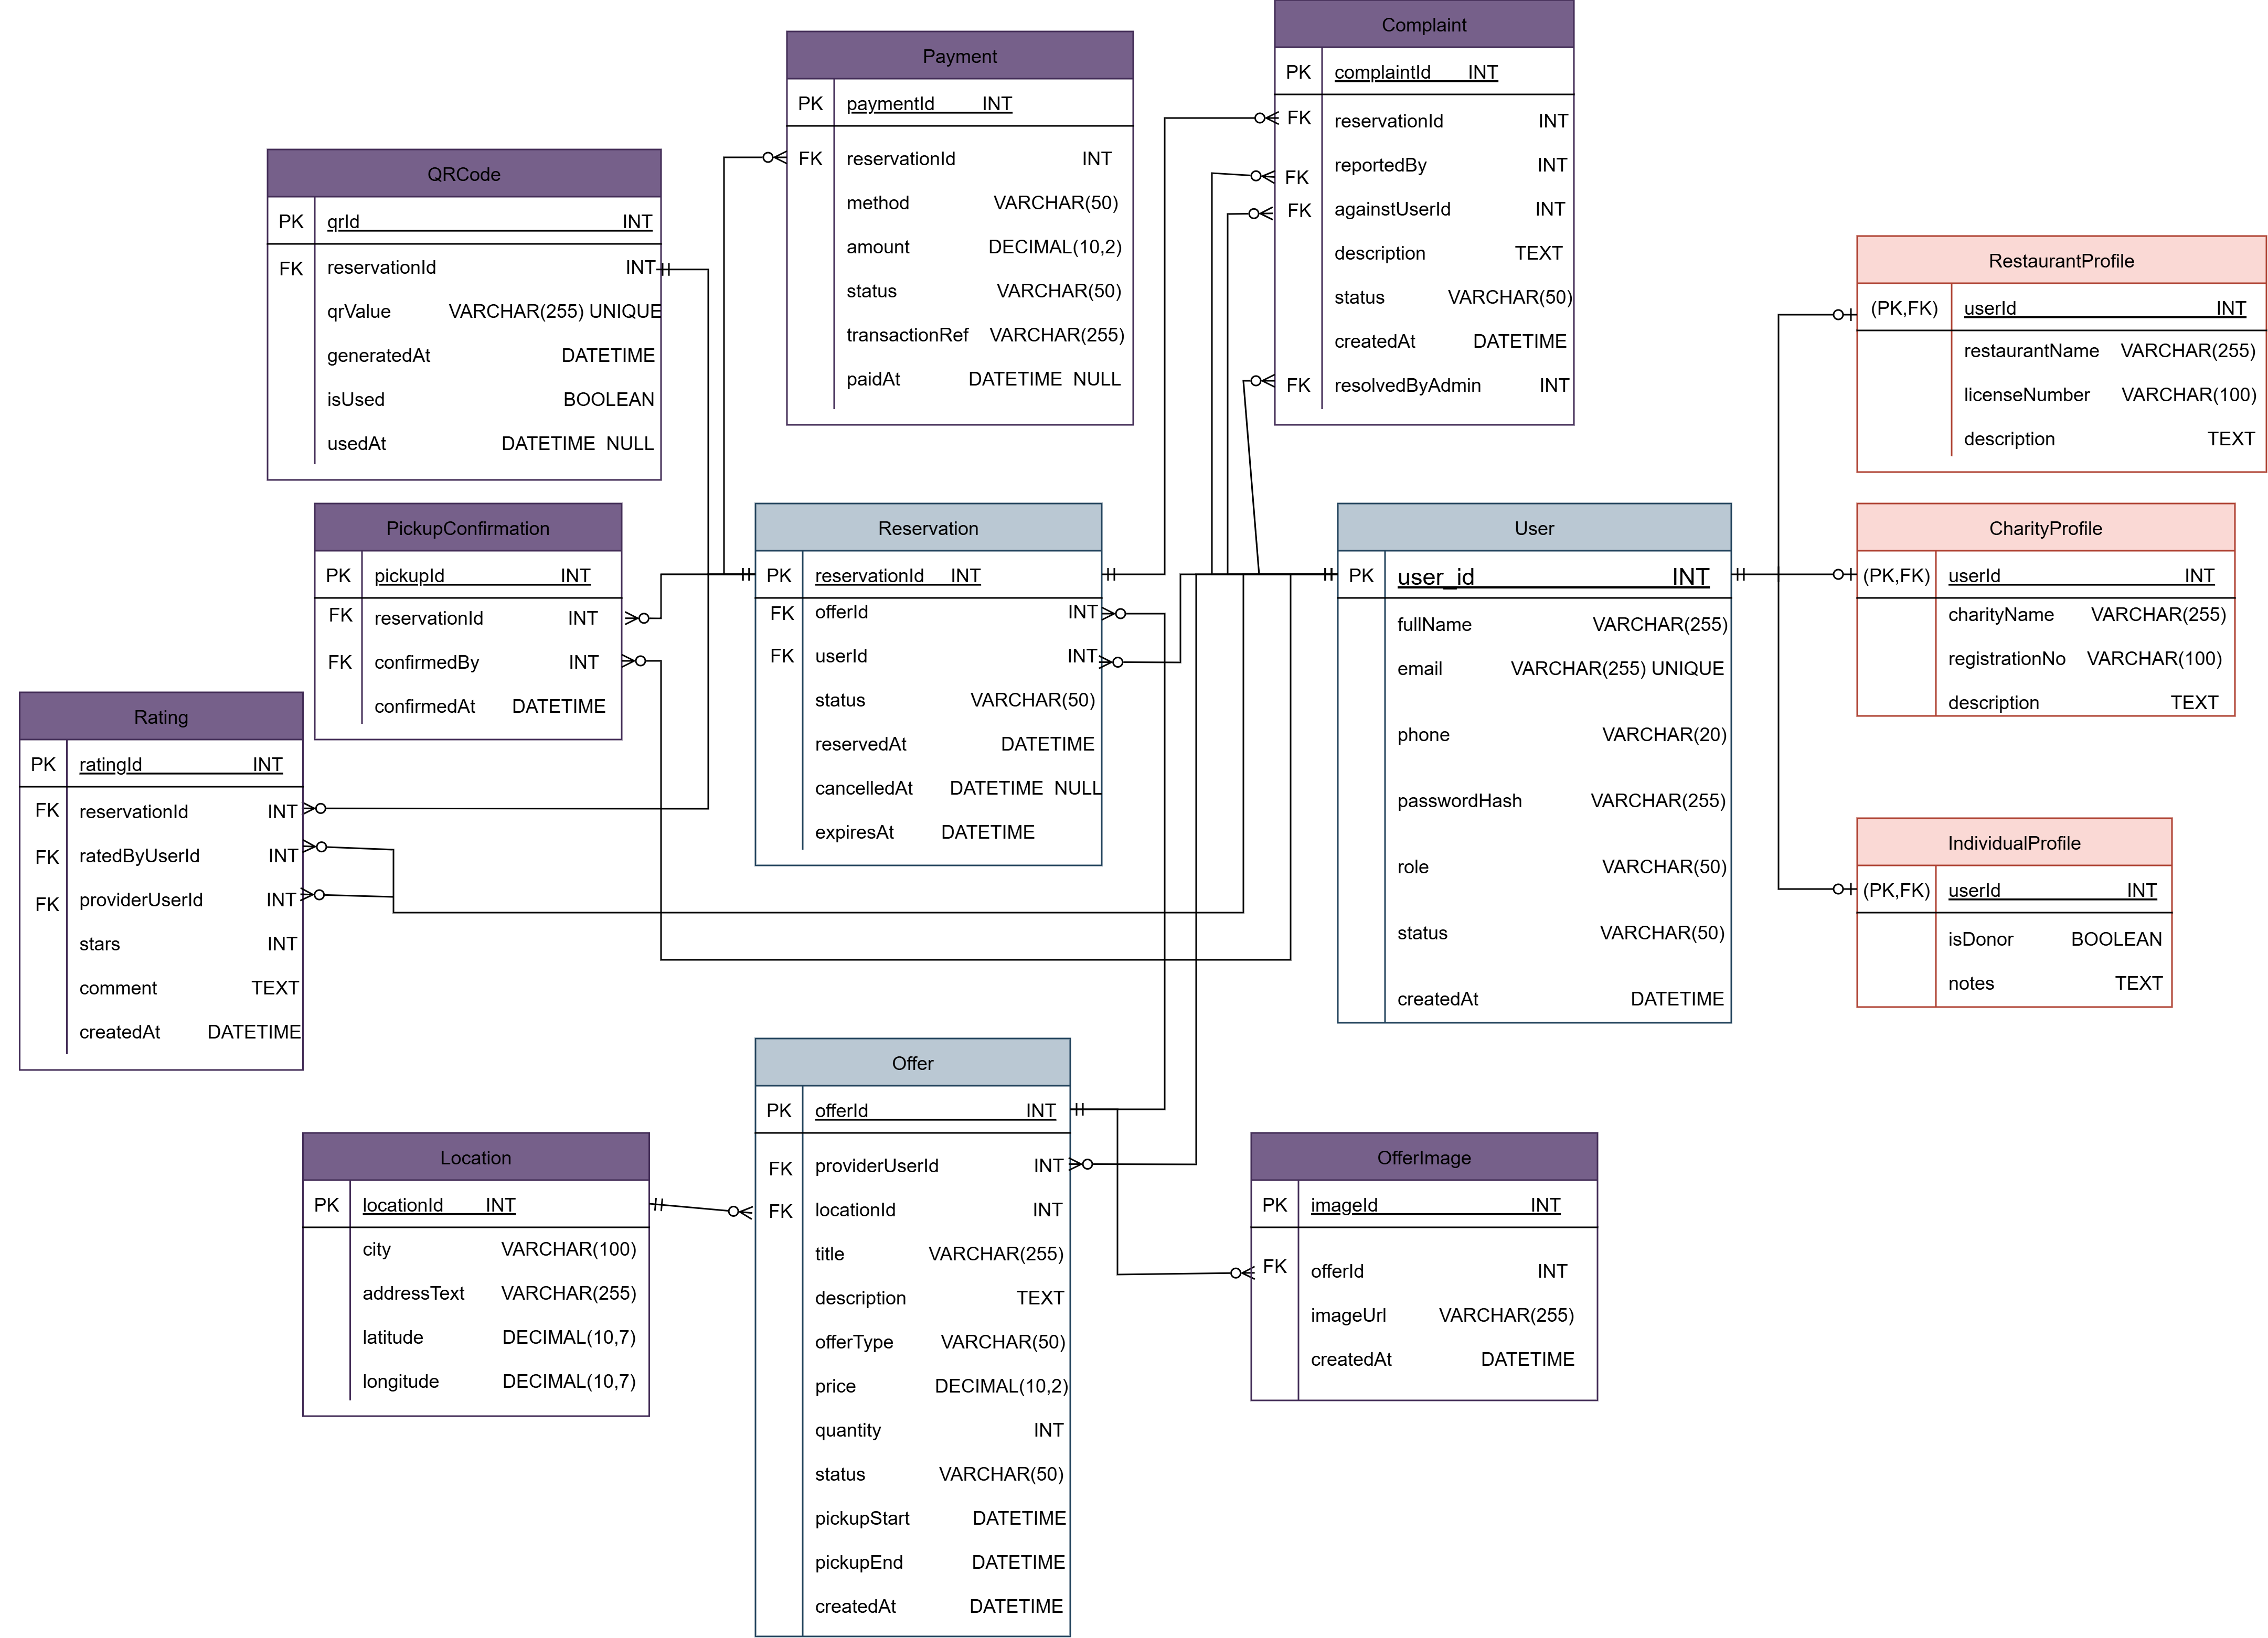 Payment
PK paymentId INT
FK reservationId INT
method VARCHAR(50)
amount DECIMAL(10,2)
status VARCHAR(50)
transactionRef VARCHAR(255)
paidAt DATETIME NULL
Complaint
PK complaintId INT
FK reservationId INT
FK reportedBy INT
FK againstUserId INT
description TEXT
status VARCHAR(50)
createdAt DATETIME
FK resolvedByAdmin INT
QRCode
PK qrId INT
FK reservationId INT
qrValue VARCHAR(255) UNIQUE
generatedAt DATETIME
isUsed BOOLEAN
usedAt DATETIME NULL
RestaurantProfile
(PK,FK) userId INT
restaurantName VARCHAR(255)
licenseNumber VARCHAR(100)
description TEXT
PickupConfirmation
PK pickupId INT
FK reservationId INT
FK confirmedBy INT
confirmedAt DATETIME
Reservation
PK reservationId INT
FK offerId INT
FK userId INT
status VARCHAR(50)
reservedAt DATETIME
cancelledAt DATETIME NULL
expiresAt DATETIME
User
PK user_id INT
fullName VARCHAR(255)
email VARCHAR(255) UNIQUE
phone VARCHAR(20)
passwordHash VARCHAR(255)
role VARCHAR(50)
status VARCHAR(50)
createdAt DATETIME
CharityProfile
(PK,FK) userId INT
charityName VARCHAR(255)
registrationNo VARCHAR(100)
description TEXT
Rating
PK ratingId INT
FK reservationId INT
FK ratedByUserId INT
FK providerUserId INT
stars INT
comment TEXT
createdAt DATETIME
IndividualProfile
(PK,FK) userId INT
isDonor BOOLEAN
notes TEXT
Offer
PK offerId INT
FK providerUserId INT
FK locationId INT
title VARCHAR(255)
description TEXT
offerType VARCHAR(50)
price DECIMAL(10,2)
quantity INT
status VARCHAR(50)
pickupStart DATETIME
pickupEnd DATETIME
createdAt DATETIME
Location
PK locationId INT
city VARCHAR(100)
addressText VARCHAR(255)
latitude DECIMAL(10,7)
longitude DECIMAL(10,7)
OfferImage
PK imageId INT
FK offerId INT
imageUrl VARCHAR(255)
createdAt DATETIME